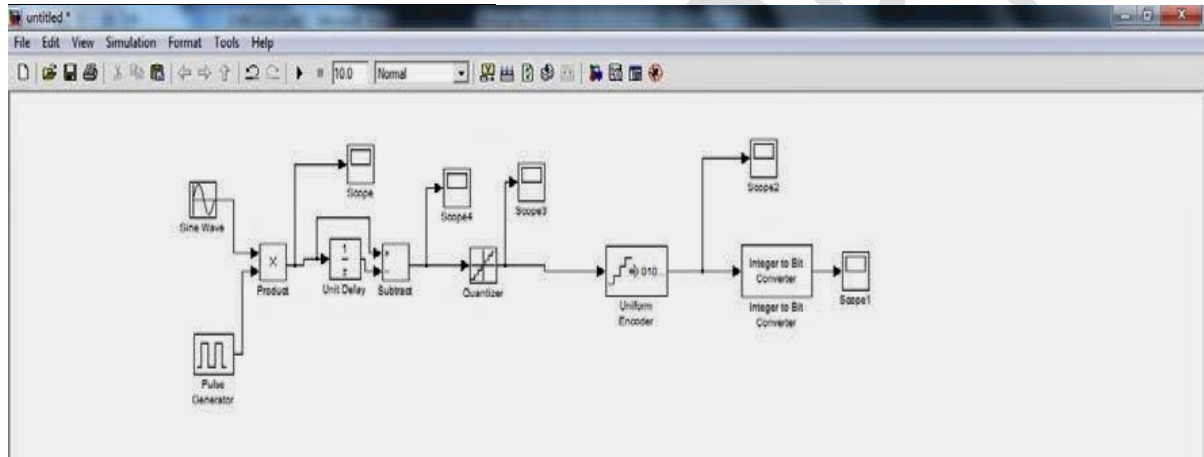 untitled *
File Edit View Simulation Format Tools Help
10.0 Normal
Scope
Scope2
Sine Wave
Scope4
Scope3
X
1
z
+
−
010...
Integer to Bit
Converter
Product
Unit Delay
Subtract
Quantizer
Uniform
Encoder
Integer to Bit
Converter
Scope1
Pulse
Generator